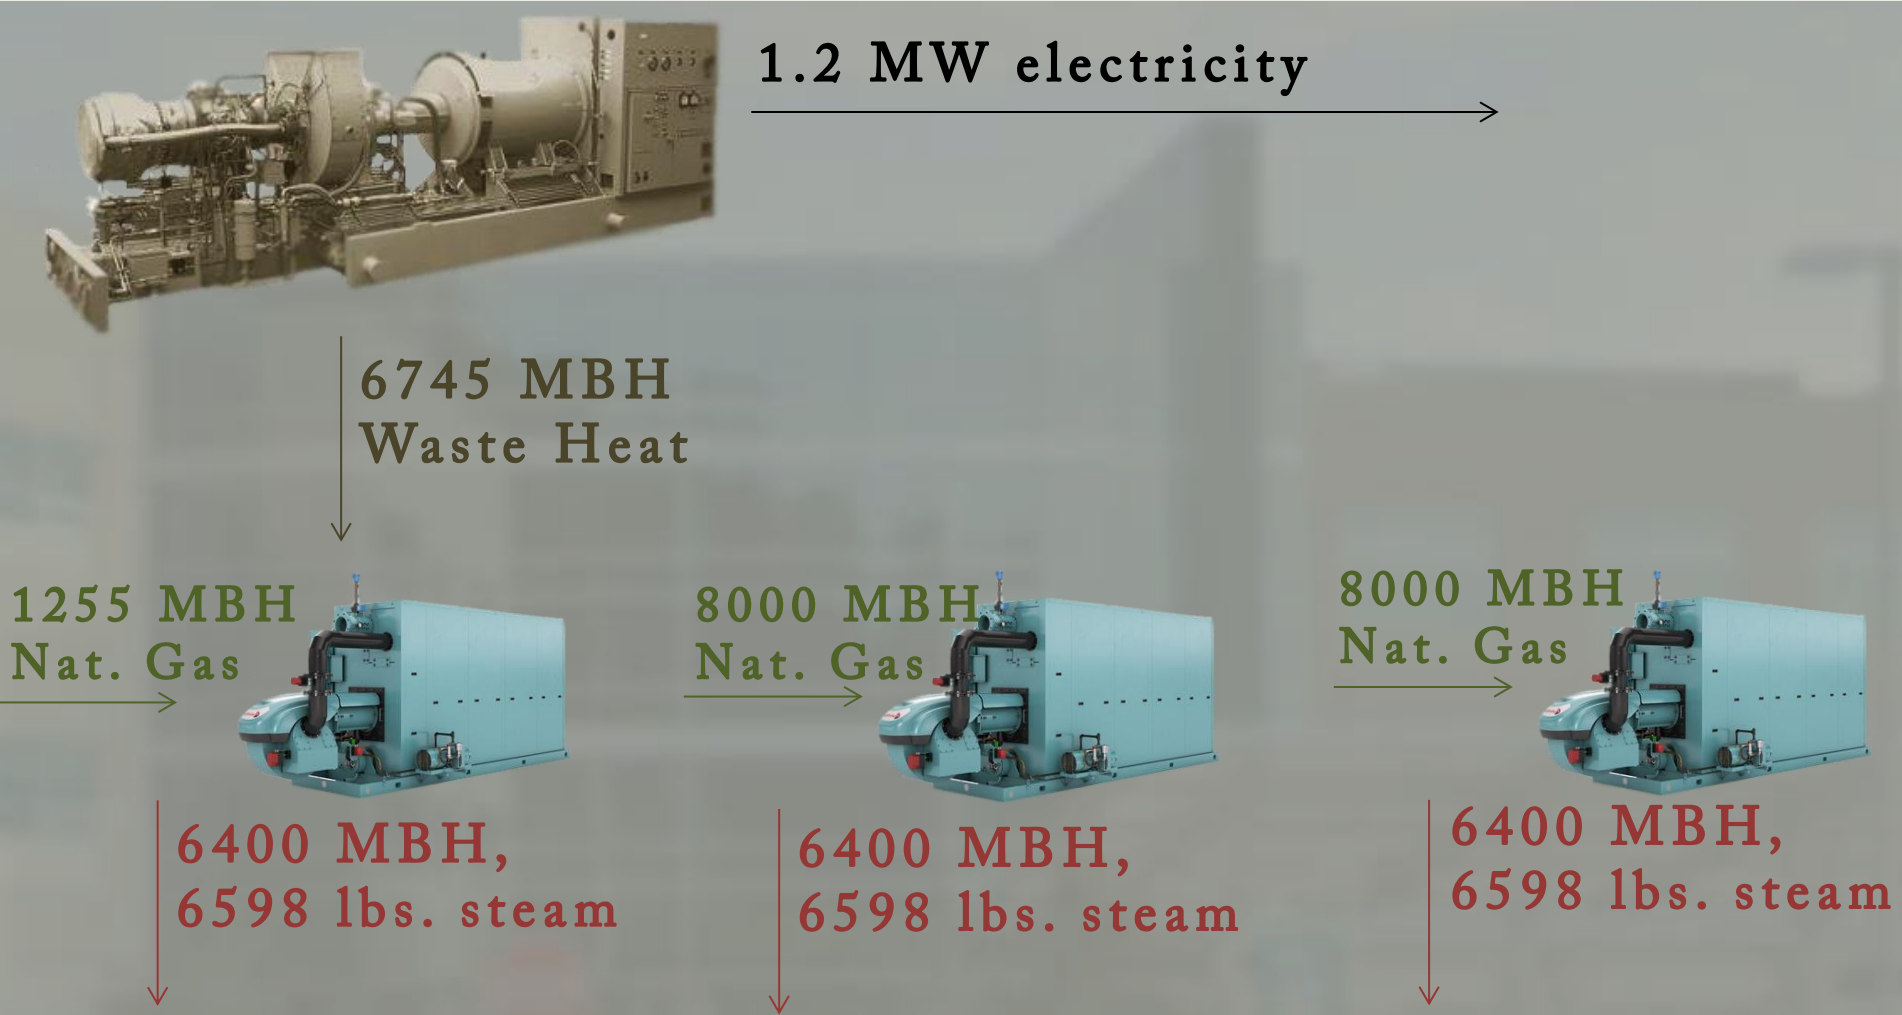 1.2 MW electricity
6745 MBH
Waste Heat
1255 MBH
Nat. Gas
8000 MBH
Nat. Gas
8000 MBH
Nat. Gas
6400 MBH,
6598 lbs. steam
6400 MBH,
6598 lbs. steam
6400 MBH,
6598 lbs. steam